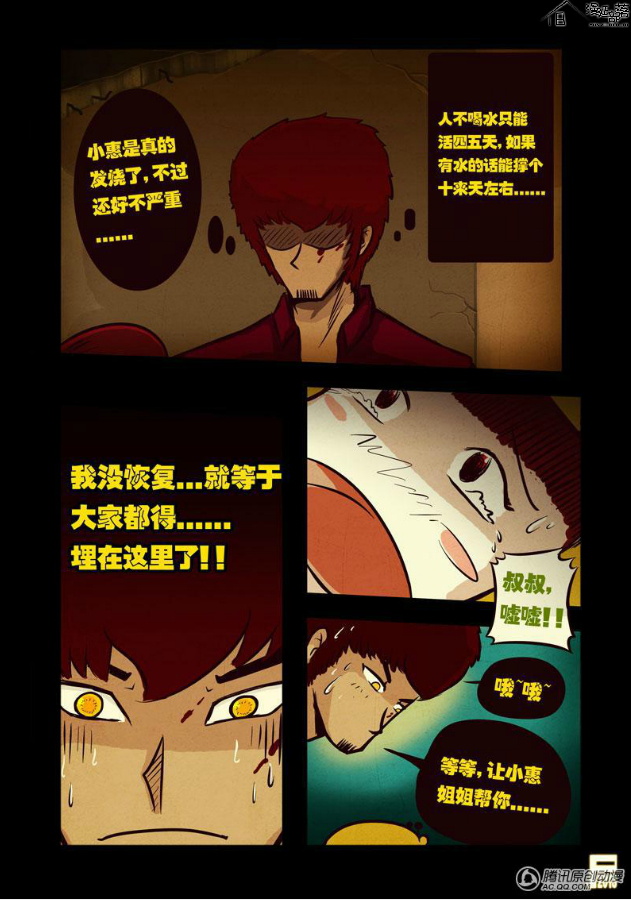 小惠是真的
发烧了，不过
还好不严重
……
人不喝水只能
活四五天，如果
有水的话能撑个
十来天左右……
我没恢复…就等于
大家都得……
埋在这里了！！
叔叔，
嘘嘘！！
哦~哦~
等等，让小惠
姐姐帮你……
腾讯原创动漫
AC.QQ.COM